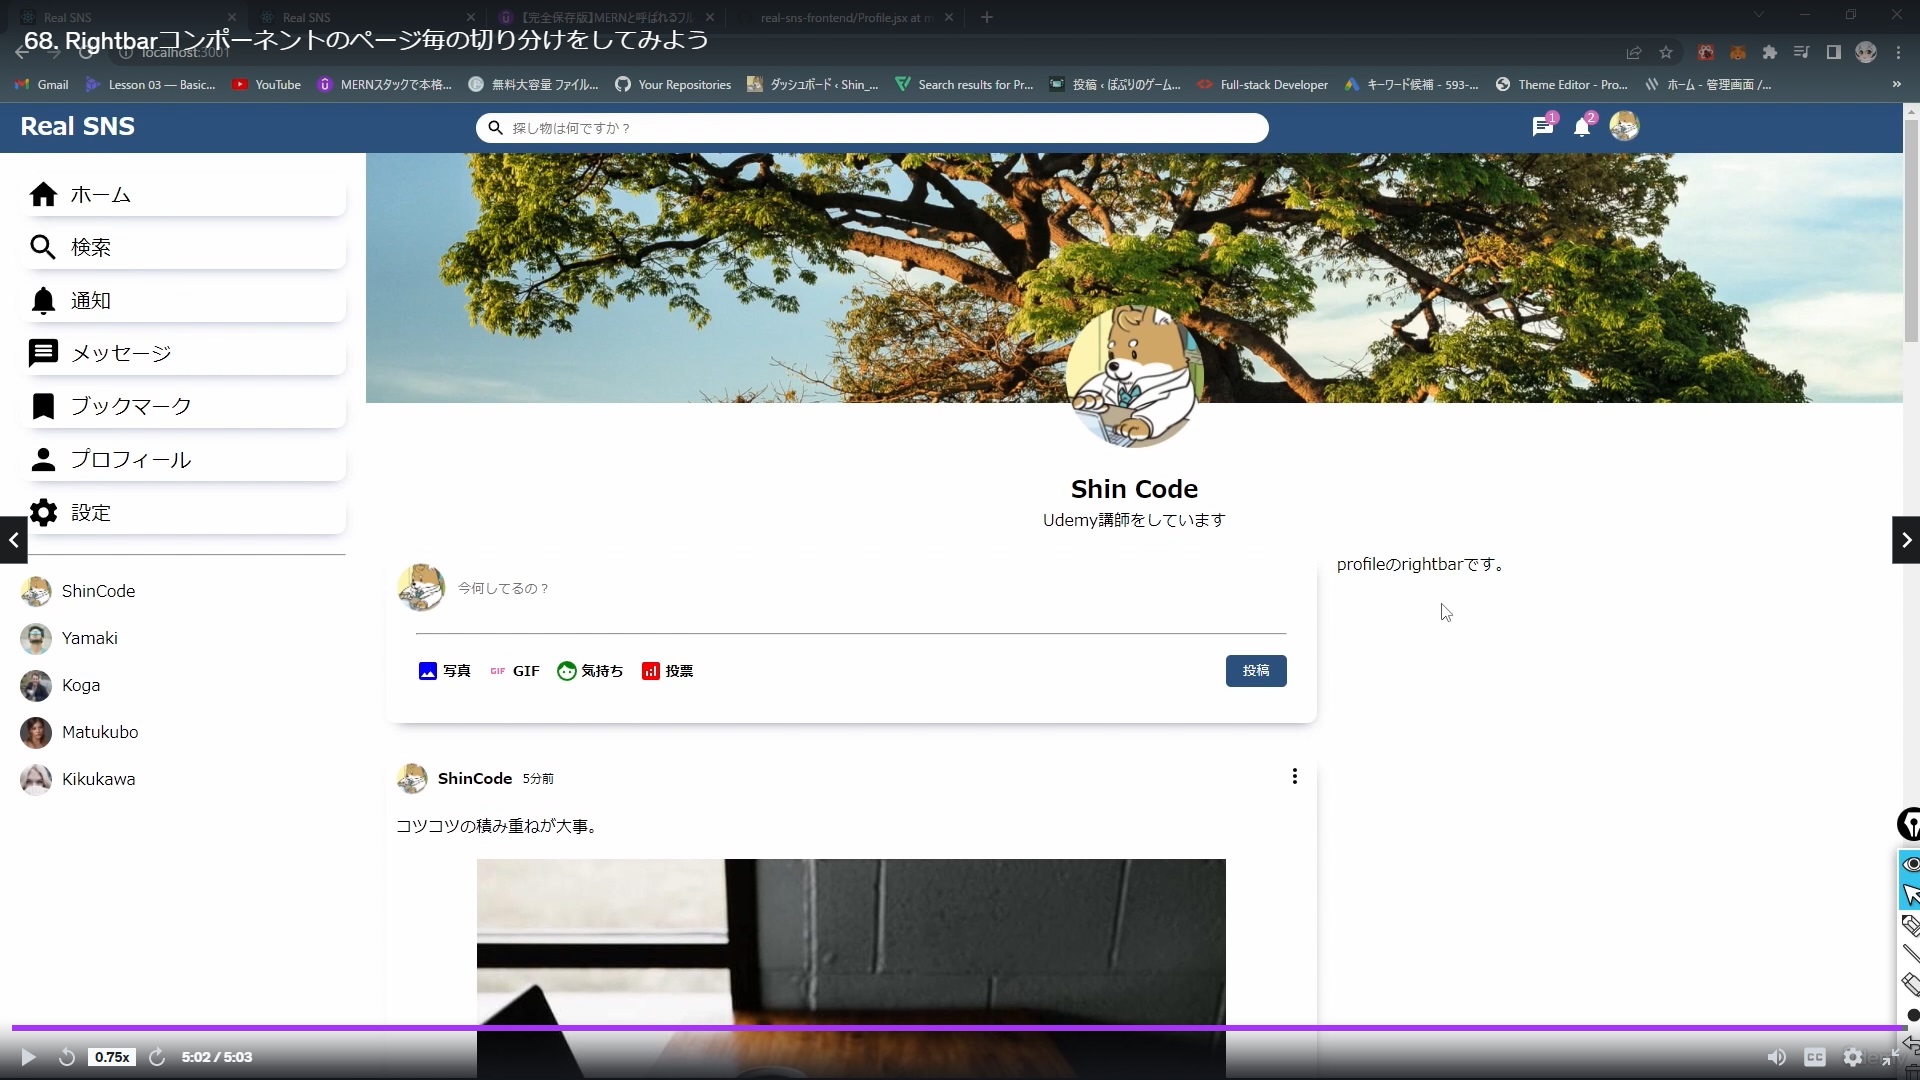 Real SNS
Real SNS
【完全保存版】MERNと呼ばれるフル
real-sns-frontend/Profile.jsx at m
68. Rightbarコンポーネントのページ毎の切り分けをしてみよう
localhost:3001
Gmail
Lesson 03 — Basic...
YouTube
MERNスタックで本格...
無料大容量 ファイル...
Your Repositories
ダッシュボード ‹ Shin_...
Search results for Pr...
投稿 ‹ ぽぷりのゲーム...
Full-stack Developer
キーワード候補 - 593-...
Theme Editor - Pro...
ホーム - 管理画面 /...
»
Real SNS
探し物は何ですか？
1
2
ホーム
検索
通知
メッセージ
ブックマーク
プロフィール
設定
Shin Code
Udemy講師をしています
ShinCode
Yamaki
Koga
Matukubo
Kikukawa
今何してるの？
写真
GIF GIF
気持ち
投票
投稿
profileのrightbarです。
ShinCode 5分前
コツコツの積み重ねが大事。
0.75x
5:02 / 5:03
CC